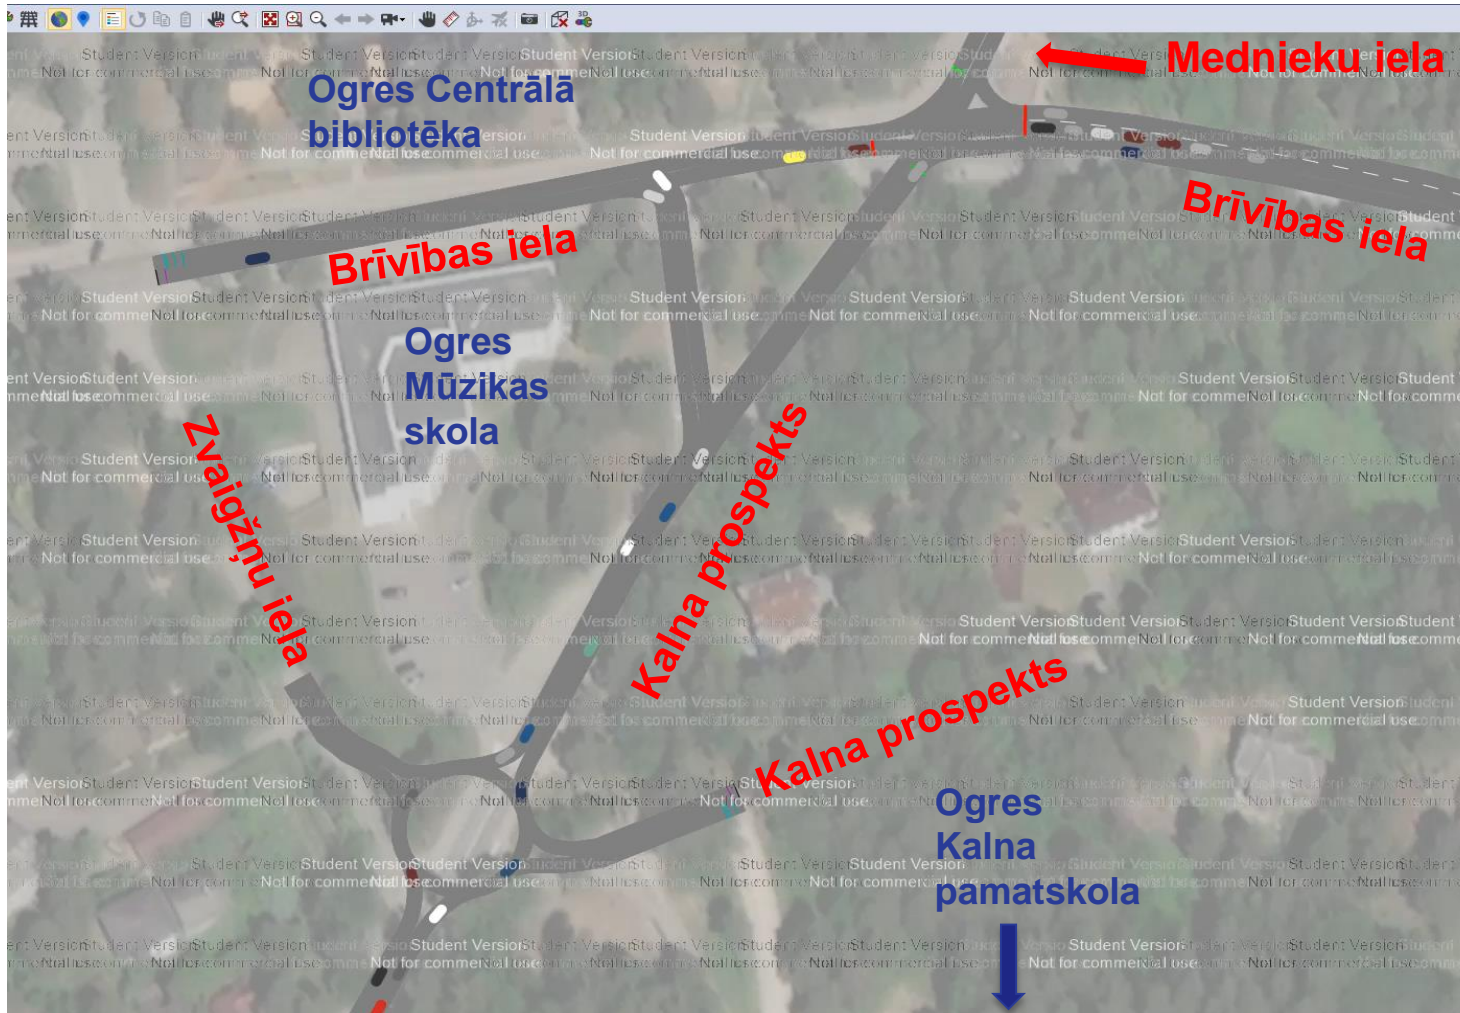 Mednieku iela
Ogres Centrālā
bibliotēka
Brīvības iela
Brīvības iela
Ogres
Mūzikas
skola
Zvaigžņu iela
Kalna prospekts
Kalna prospekts
Ogres
Kalna
pamatskola
Student Version
Not for commercial use.
3D